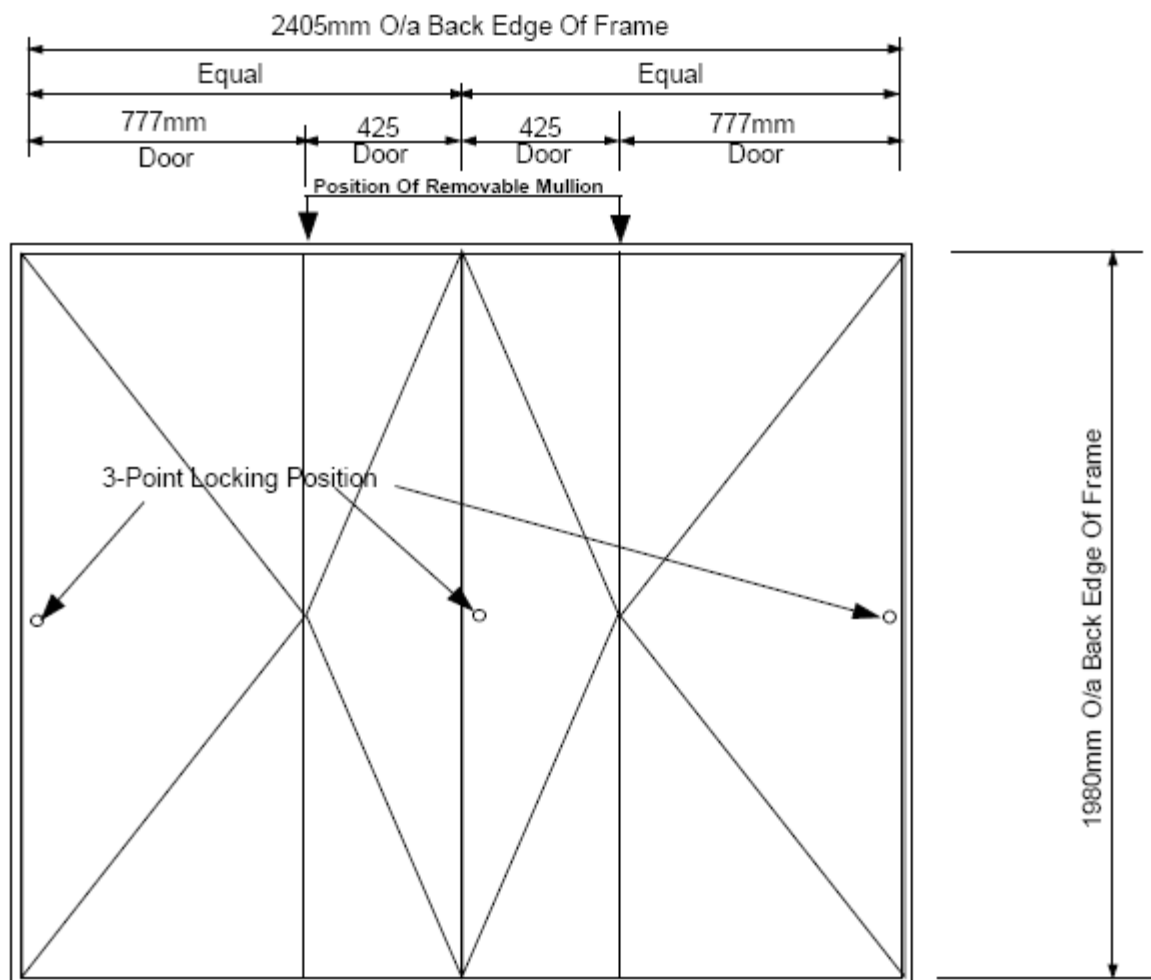 2405mm O/a Back Edge Of Frame
Equal Equal
777mm 425 425 777mm
Door Door Door Door
Position Of Removable Mullion
3-Point Locking Position
1980mm O/a Back Edge Of Frame